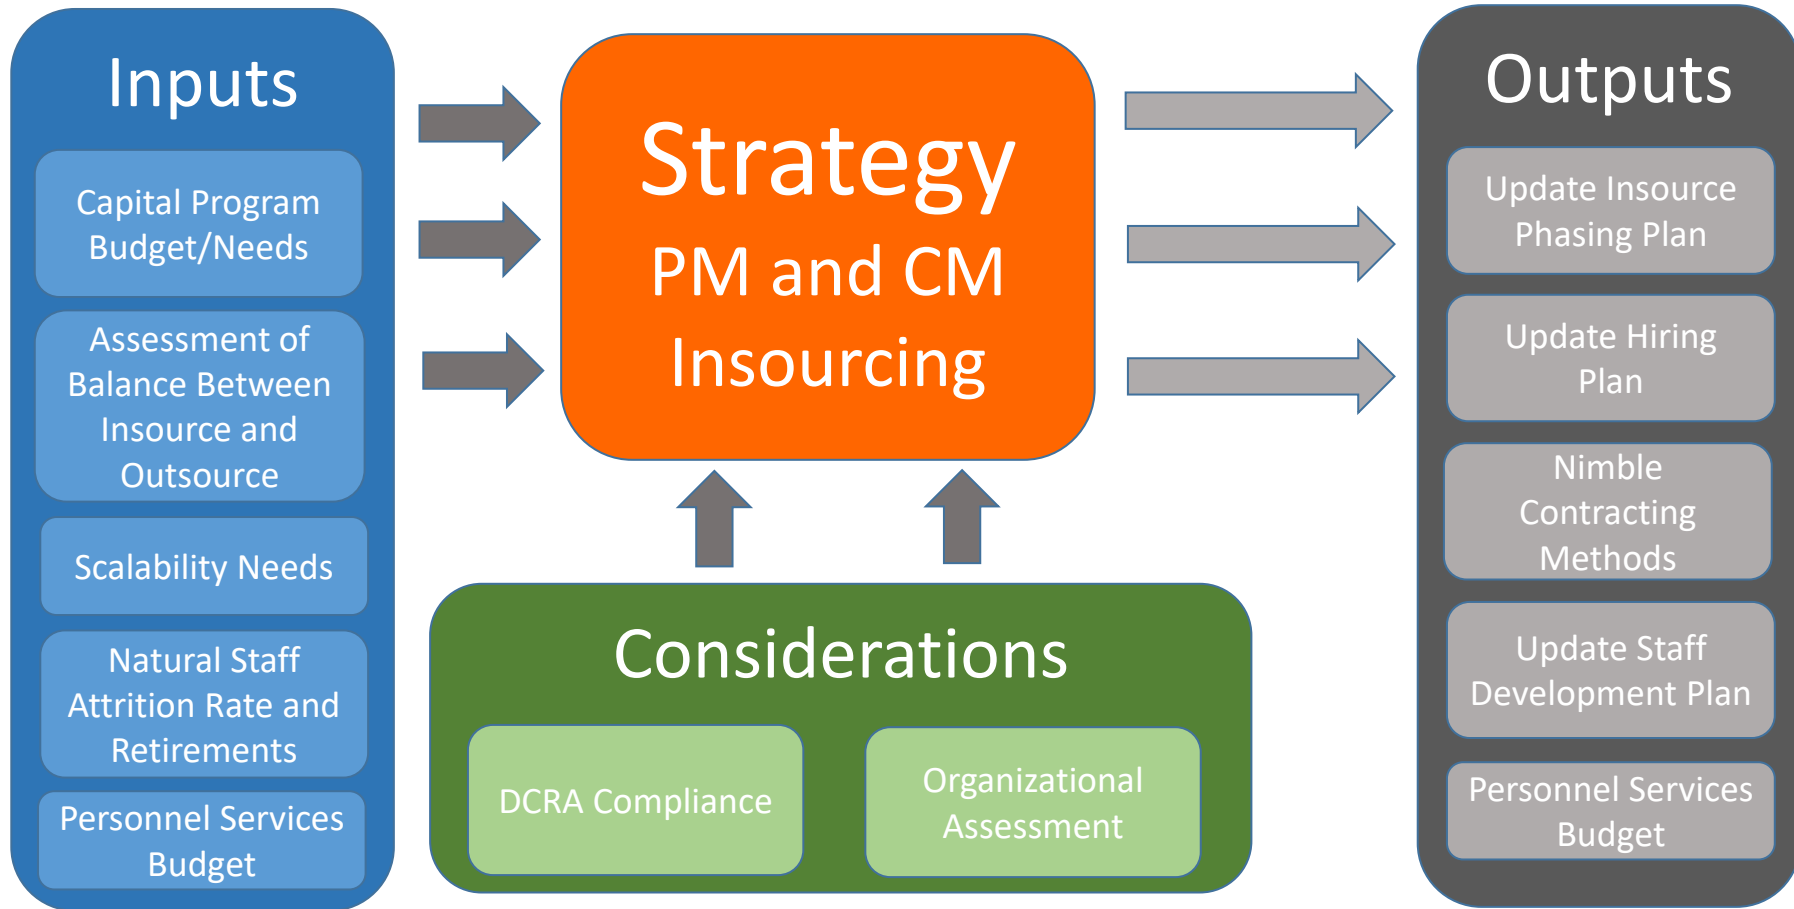 Inputs
Capital Program
Budget/Needs
Assessment of
Balance Between
Insource and
Outsource
Scalability Needs
Natural Staff
Attrition Rate and
Retirements
Personnel Services
Budget
Strategy
PM and CM
Insourcing
Considerations
DCRA Compliance
Organizational
Assessment
Outputs
Update Insource
Phasing Plan
Update Hiring
Plan
Nimble
Contracting
Methods
Update Staff
Development Plan
Personnel Services
Budget